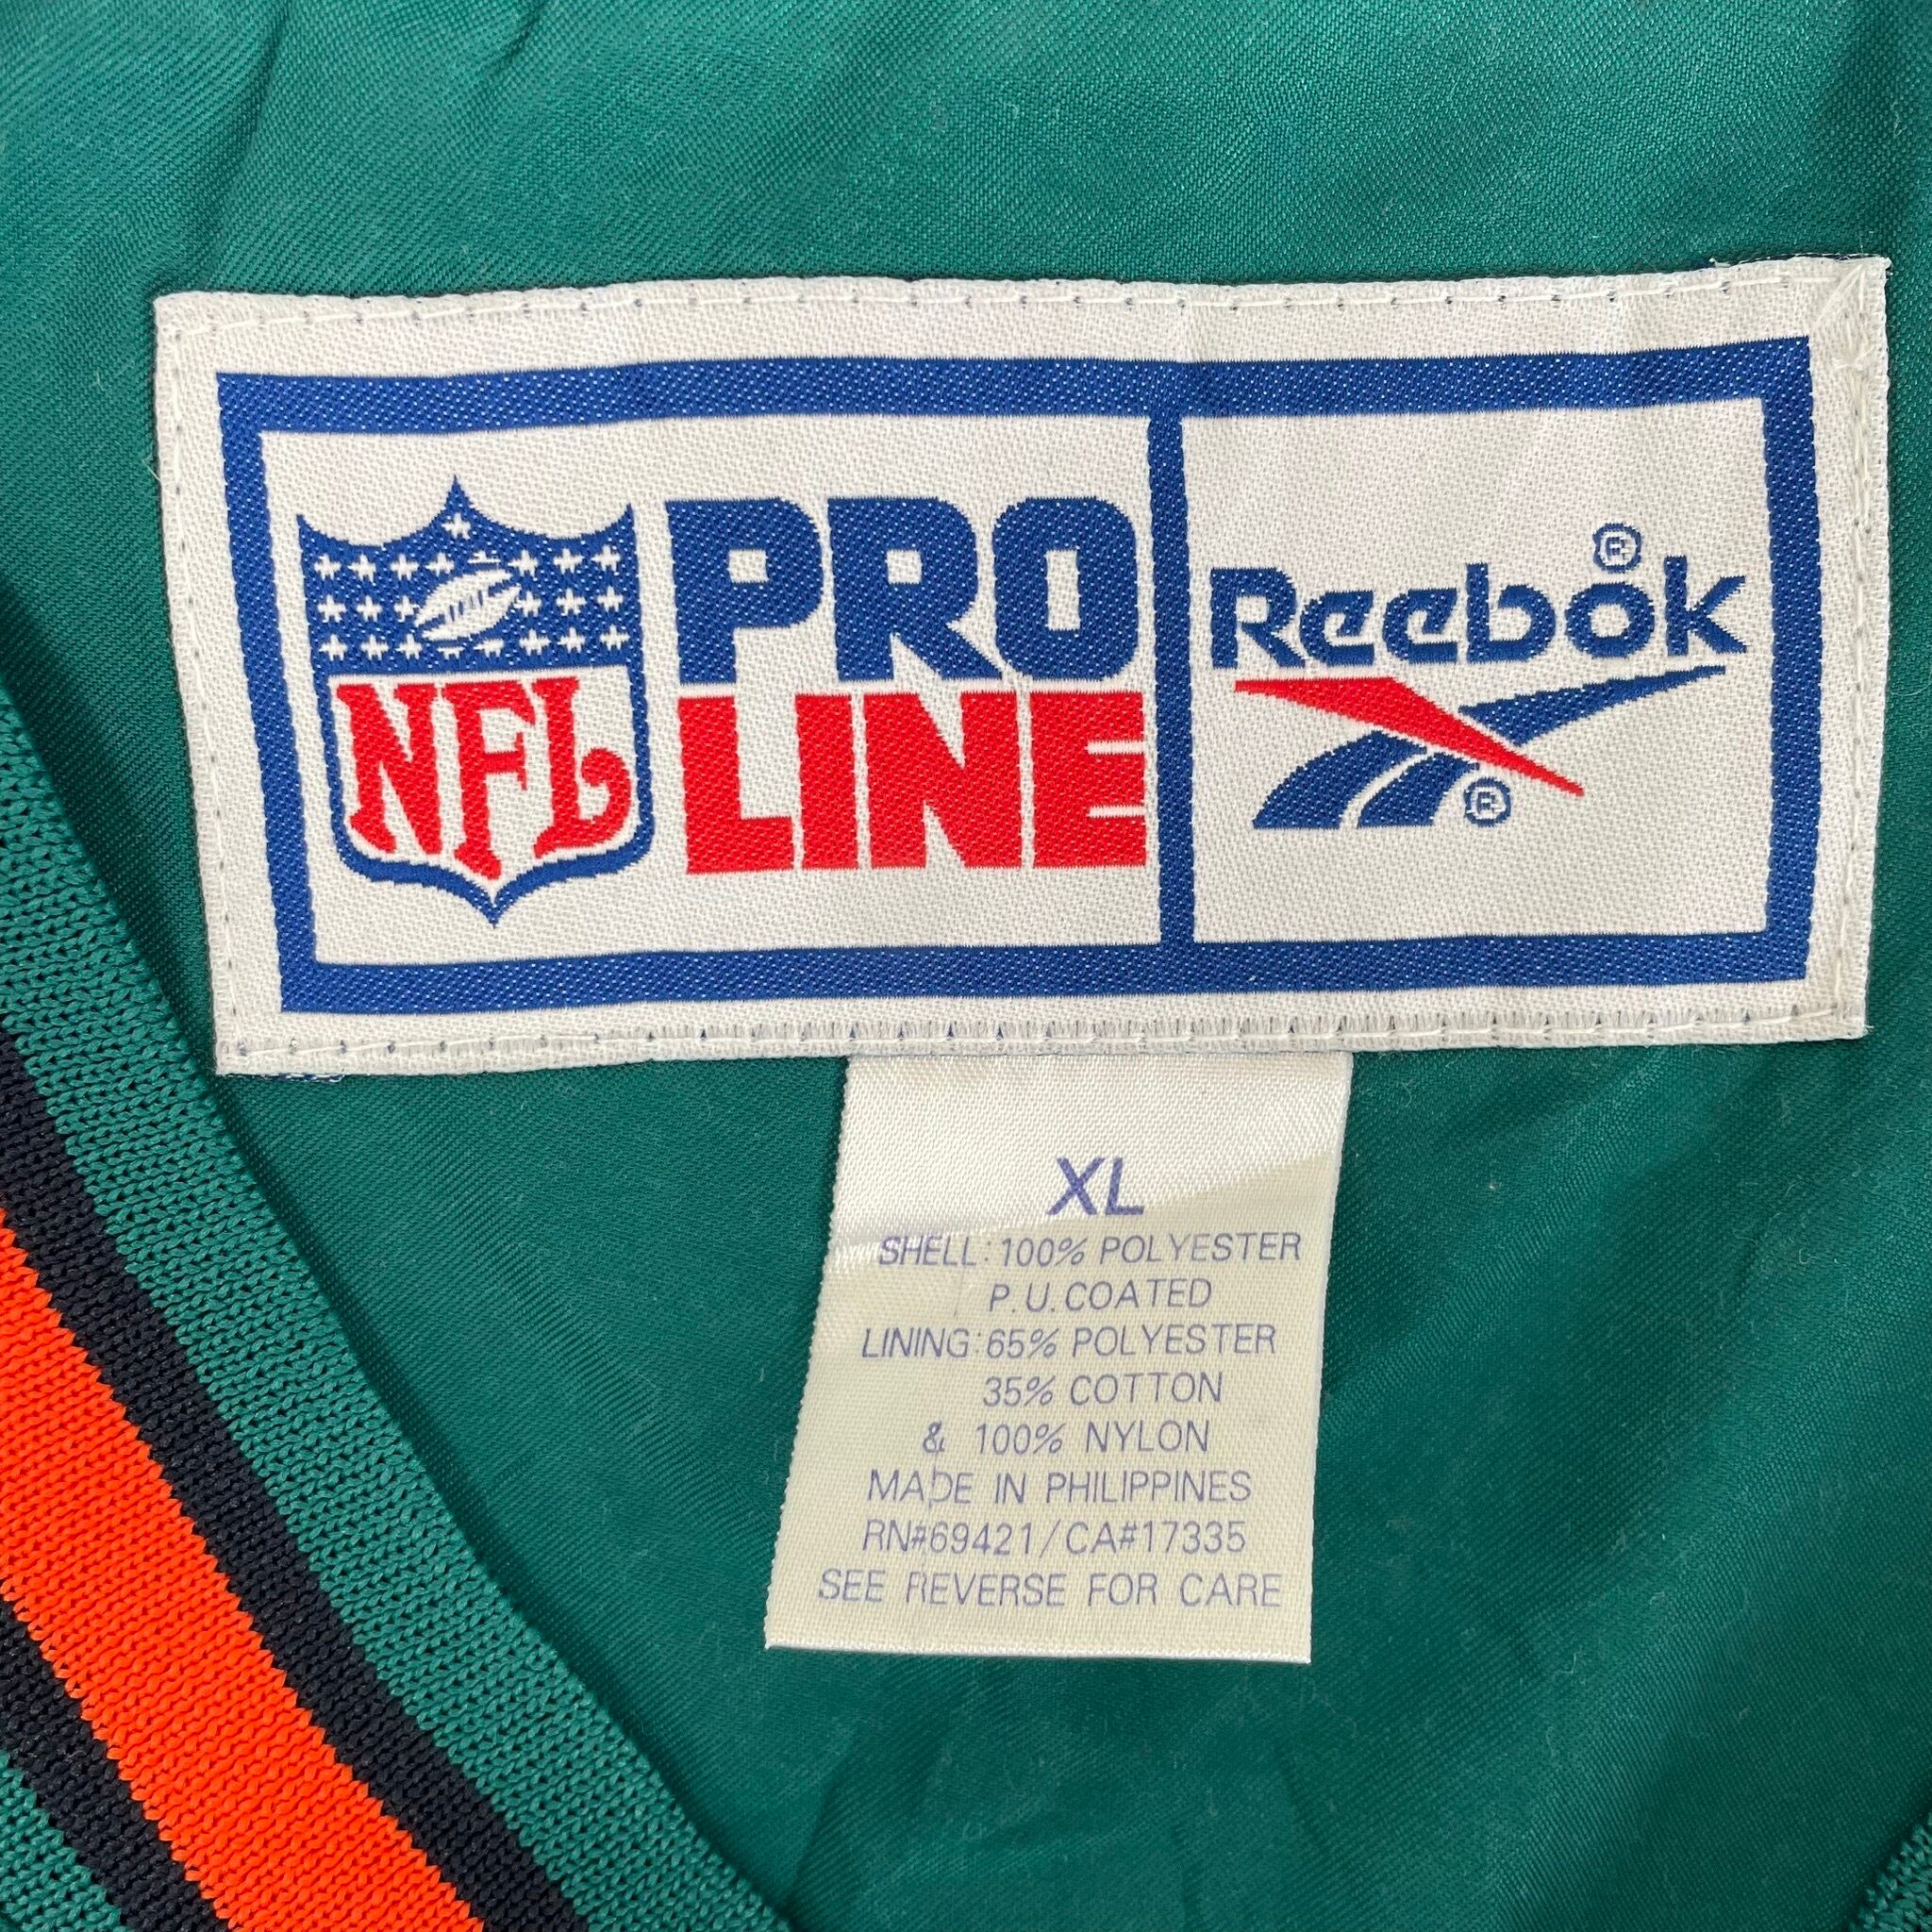 NFL
PRO
LINE
Reebok®
®
XL
SHELL: 100% POLYESTER
P.U. COATED
LINING: 65% POLYESTER
35% COTTON
& 100% NYLON
MADE IN PHILIPPINES
RN#69421/CA#17335
SEE REVERSE FOR CARE